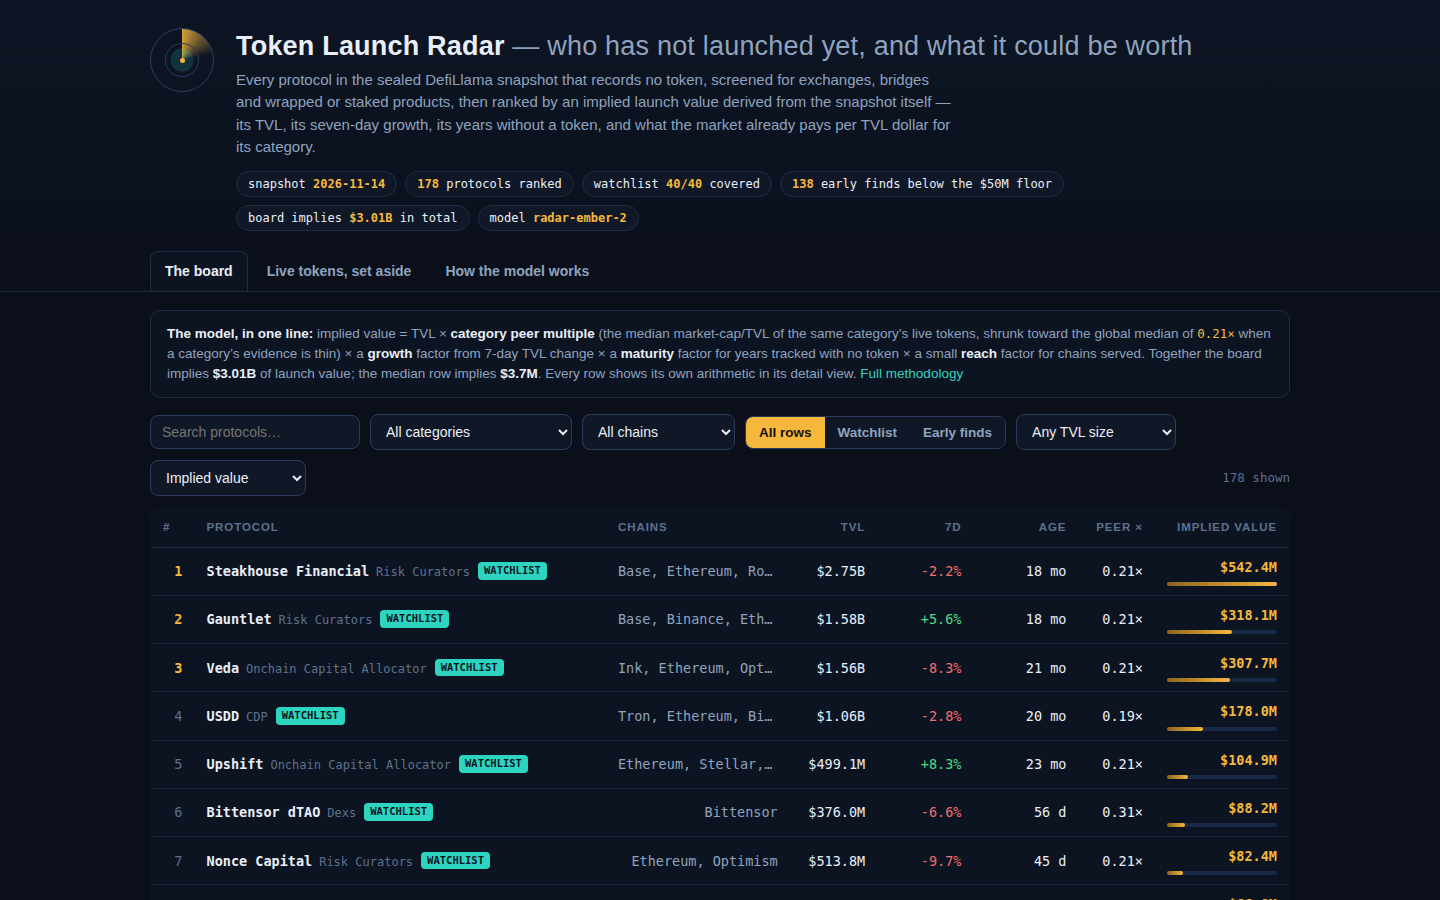 Token Launch Radar — who has not launched yet, and what it could be worth
Every protocol in the sealed DefiLlama snapshot that records no token, screened for exchanges, bridges
and wrapped or staked products, then ranked by an implied launch value derived from the snapshot itself —
its TVL, its seven-day growth, its years without a token, and what the market already pays per TVL dollar for
its category.
snapshot 2026-11-14 178 protocols ranked watchlist 40/40 covered 138 early finds below the $50M floor
board implies $3.01B in total model radar-ember-2
The board Live tokens, set aside How the model works
The model, in one line: implied value = TVL × category peer multiple (the median market-cap/TVL of the same category's live tokens, shrunk toward the global median of 0.21× when
a category's evidence is thin) × a growth factor from 7-day TVL change × a maturity factor for years tracked with no token × a small reach factor for chains served. Together the board
implies $3.01B of launch value; the median row implies $3.7M. Every row shows its own arithmetic in its detail view. Full methodology
Search protocols… All categories All chains All rows Watchlist Early finds Any TVL size
Implied value 178 shown
# PROTOCOL CHAINS TVL 7D AGE PEER × IMPLIED VALUE
1 Steakhouse Financial Risk Curators WATCHLIST Base, Ethereum, Ro… $2.75B -2.2% 18 mo 0.21× $542.4M
2 Gauntlet Risk Curators WATCHLIST Base, Binance, Eth… $1.58B +5.6% 18 mo 0.21× $318.1M
3 Veda Onchain Capital Allocator WATCHLIST Ink, Ethereum, Opt… $1.56B -8.3% 21 mo 0.21× $307.7M
4 USDD CDP WATCHLIST Tron, Ethereum, Bi… $1.06B -2.8% 20 mo 0.19× $178.0M
5 Upshift Onchain Capital Allocator WATCHLIST Ethereum, Stellar,… $499.1M +8.3% 23 mo 0.21× $104.9M
6 Bittensor dTAO Dexs WATCHLIST Bittensor $376.0M -6.6% 56 d 0.31× $88.2M
7 Nonce Capital Risk Curators WATCHLIST Ethereum, Optimism $513.8M -9.7% 45 d 0.21× $82.4M